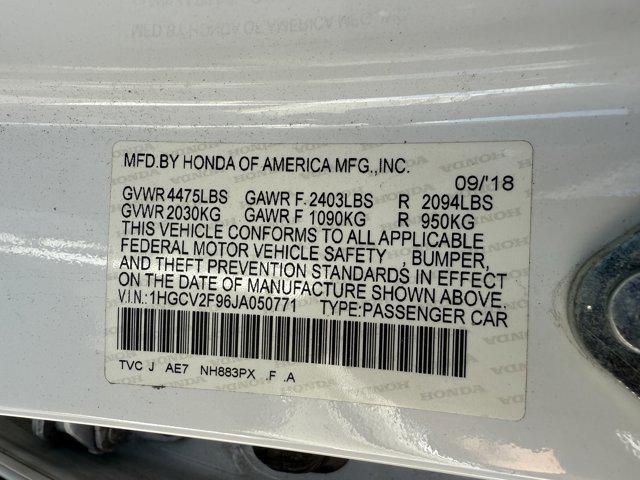 MFD.BY HONDA OF AMERICA MFG.,INC.
09/'18
GVWR 4475LBS GAWR F 2403LBS R 2094LBS
GVWR 2030KG GAWR F 1090KG R 950KG
THIS VEHICLE CONFORMS TO ALL APPLICABLE
FEDERAL MOTOR VEHICLE SAFETY , BUMPER,
AND THEFT PREVENTION STANDARDS IN EFFECT
ON THE DATE OF MANUFACTURE SHOWN ABOVE.
V.I.N.:1HGCV2F96JA050771 TYPE:PASSENGER CAR
TVC J AE7 NH883PX .F .A